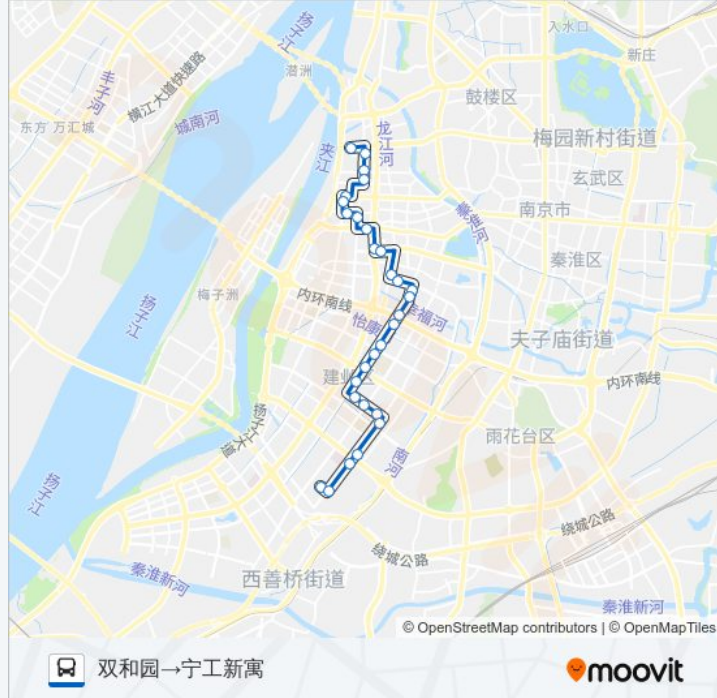 扬子江
潜洲
入水口
新庄
丰子河
横江大道快速路
鼓楼区
东方 万汇城
城南河
夹江
龙江河
梅园新村街道
玄武区
南京市
秦淮河
秦淮区
梅子洲
内环南线
扬子江
幸福河
怡康
夫子庙街道
建邺区
内环南线
扬子江大道
雨花台区
南河
扬子江
绕城公路
绕城公路
秦淮新河
西善桥街道
秦淮新河
© OpenStreetMap contributors | © OpenMapTiles
双和园→宁工新寓
moovit